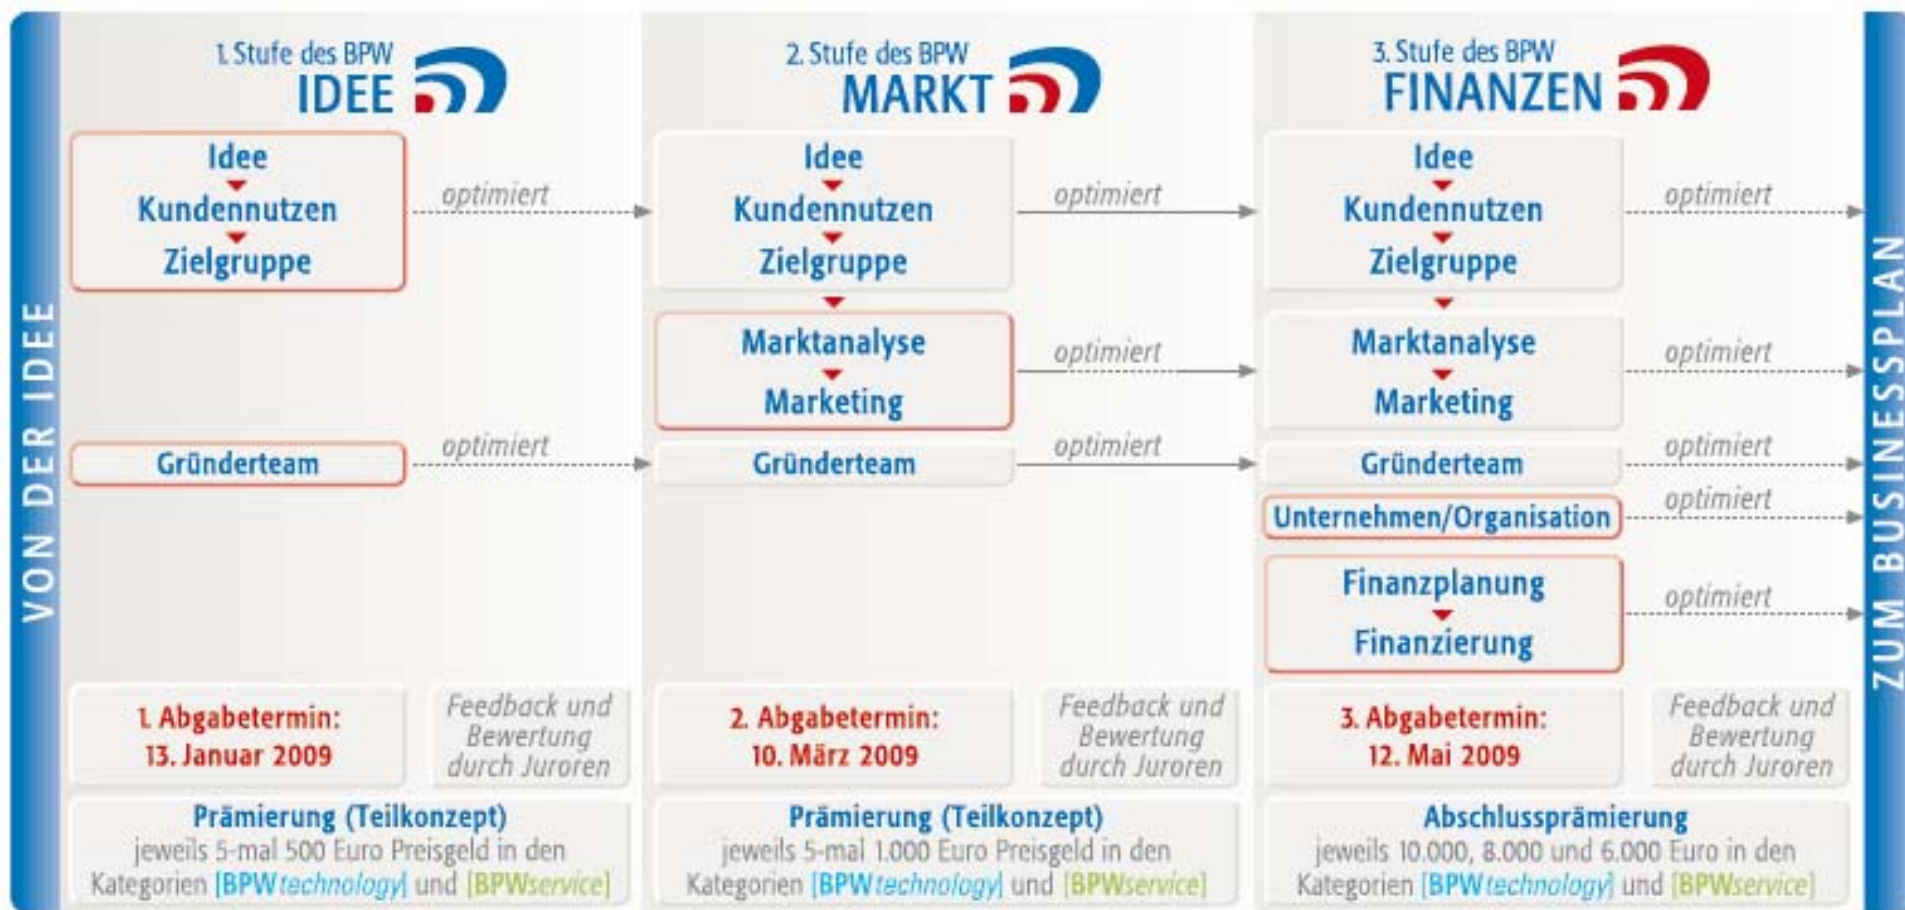 VON DER IDEE
1. Stufe des BPW
IDEE
Idee
Kundennutzen
Zielgruppe
optimiert
Gründerteam
optimiert
1. Abgabetermin:
13. Januar 2009
Feedback und
Bewertung
durch Juroren
Prämierung (Teilkonzept)
jeweils 5-mal 500 Euro Preisgeld in den
Kategorien [BPWtechnology] und [BPWservice]
2. Stufe des BPW
MARKT
Idee
Kundennutzen
Zielgruppe
optimiert
Marktanalyse
Marketing
optimiert
Gründerteam
optimiert
2. Abgabetermin:
10. März 2009
Feedback und
Bewertung
durch Juroren
Prämierung (Teilkonzept)
jeweils 5-mal 1.000 Euro Preisgeld in den
Kategorien [BPWtechnology] und [BPWservice]
3. Stufe des BPW
FINANZEN
Idee
Kundennutzen
Zielgruppe
optimiert
Marktanalyse
Marketing
optimiert
Gründerteam
optimiert
Unternehmen/Organisation
optimiert
Finanzplanung
Finanzierung
optimiert
3. Abgabetermin:
12. Mai 2009
Feedback und
Bewertung
durch Juroren
Abschlussprämierung
jeweils 10.000, 8.000 und 6.000 Euro in den
Kategorien [BPWtechnology] und [BPWservice]
ZUM BUSINESSPLAN